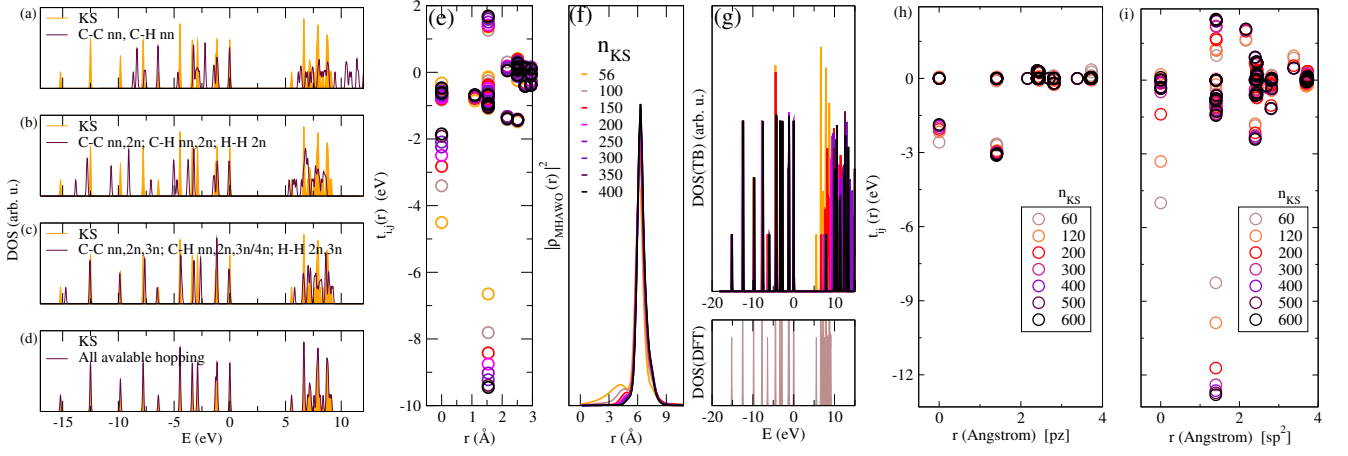 (a)
KS
C-C nn, C-H nn
(b)
KS
C-C nn,2n; C-H nn,2n; H-H 2n
(c)
KS
C-C nn,2n,3n; C-H nn,2n,3n/4n; H-H 2n,3n
(d)
KS
All avalable hopping
DOS (arb. u.)
-15 -10 -5 0 5 10
E (eV)
(e)
2
0
-2
-4
-6
-8
-10
t_ij(r) (eV)
0 1 2 3
r (Å)
(f)
n_KS
56
100
150
200
250
300
350
400
|ρ_MHAWO(r)|^2
0 3 6 9
r (Å)
(g)
DOS(TB) (arb. u.)
-20 -10 0 10
DOS(DFT)
-20 -10 0 10
E (eV)
(h)
0
-3
-6
-9
-12
t_ij(r) (eV)
n_KS
60
120
200
300
400
500
600
0 2 4
r (Angstrom) [pz]
(i)
n_KS
60
120
200
300
400
500
600
0 2 4
r (Angstrom) [sp^2]